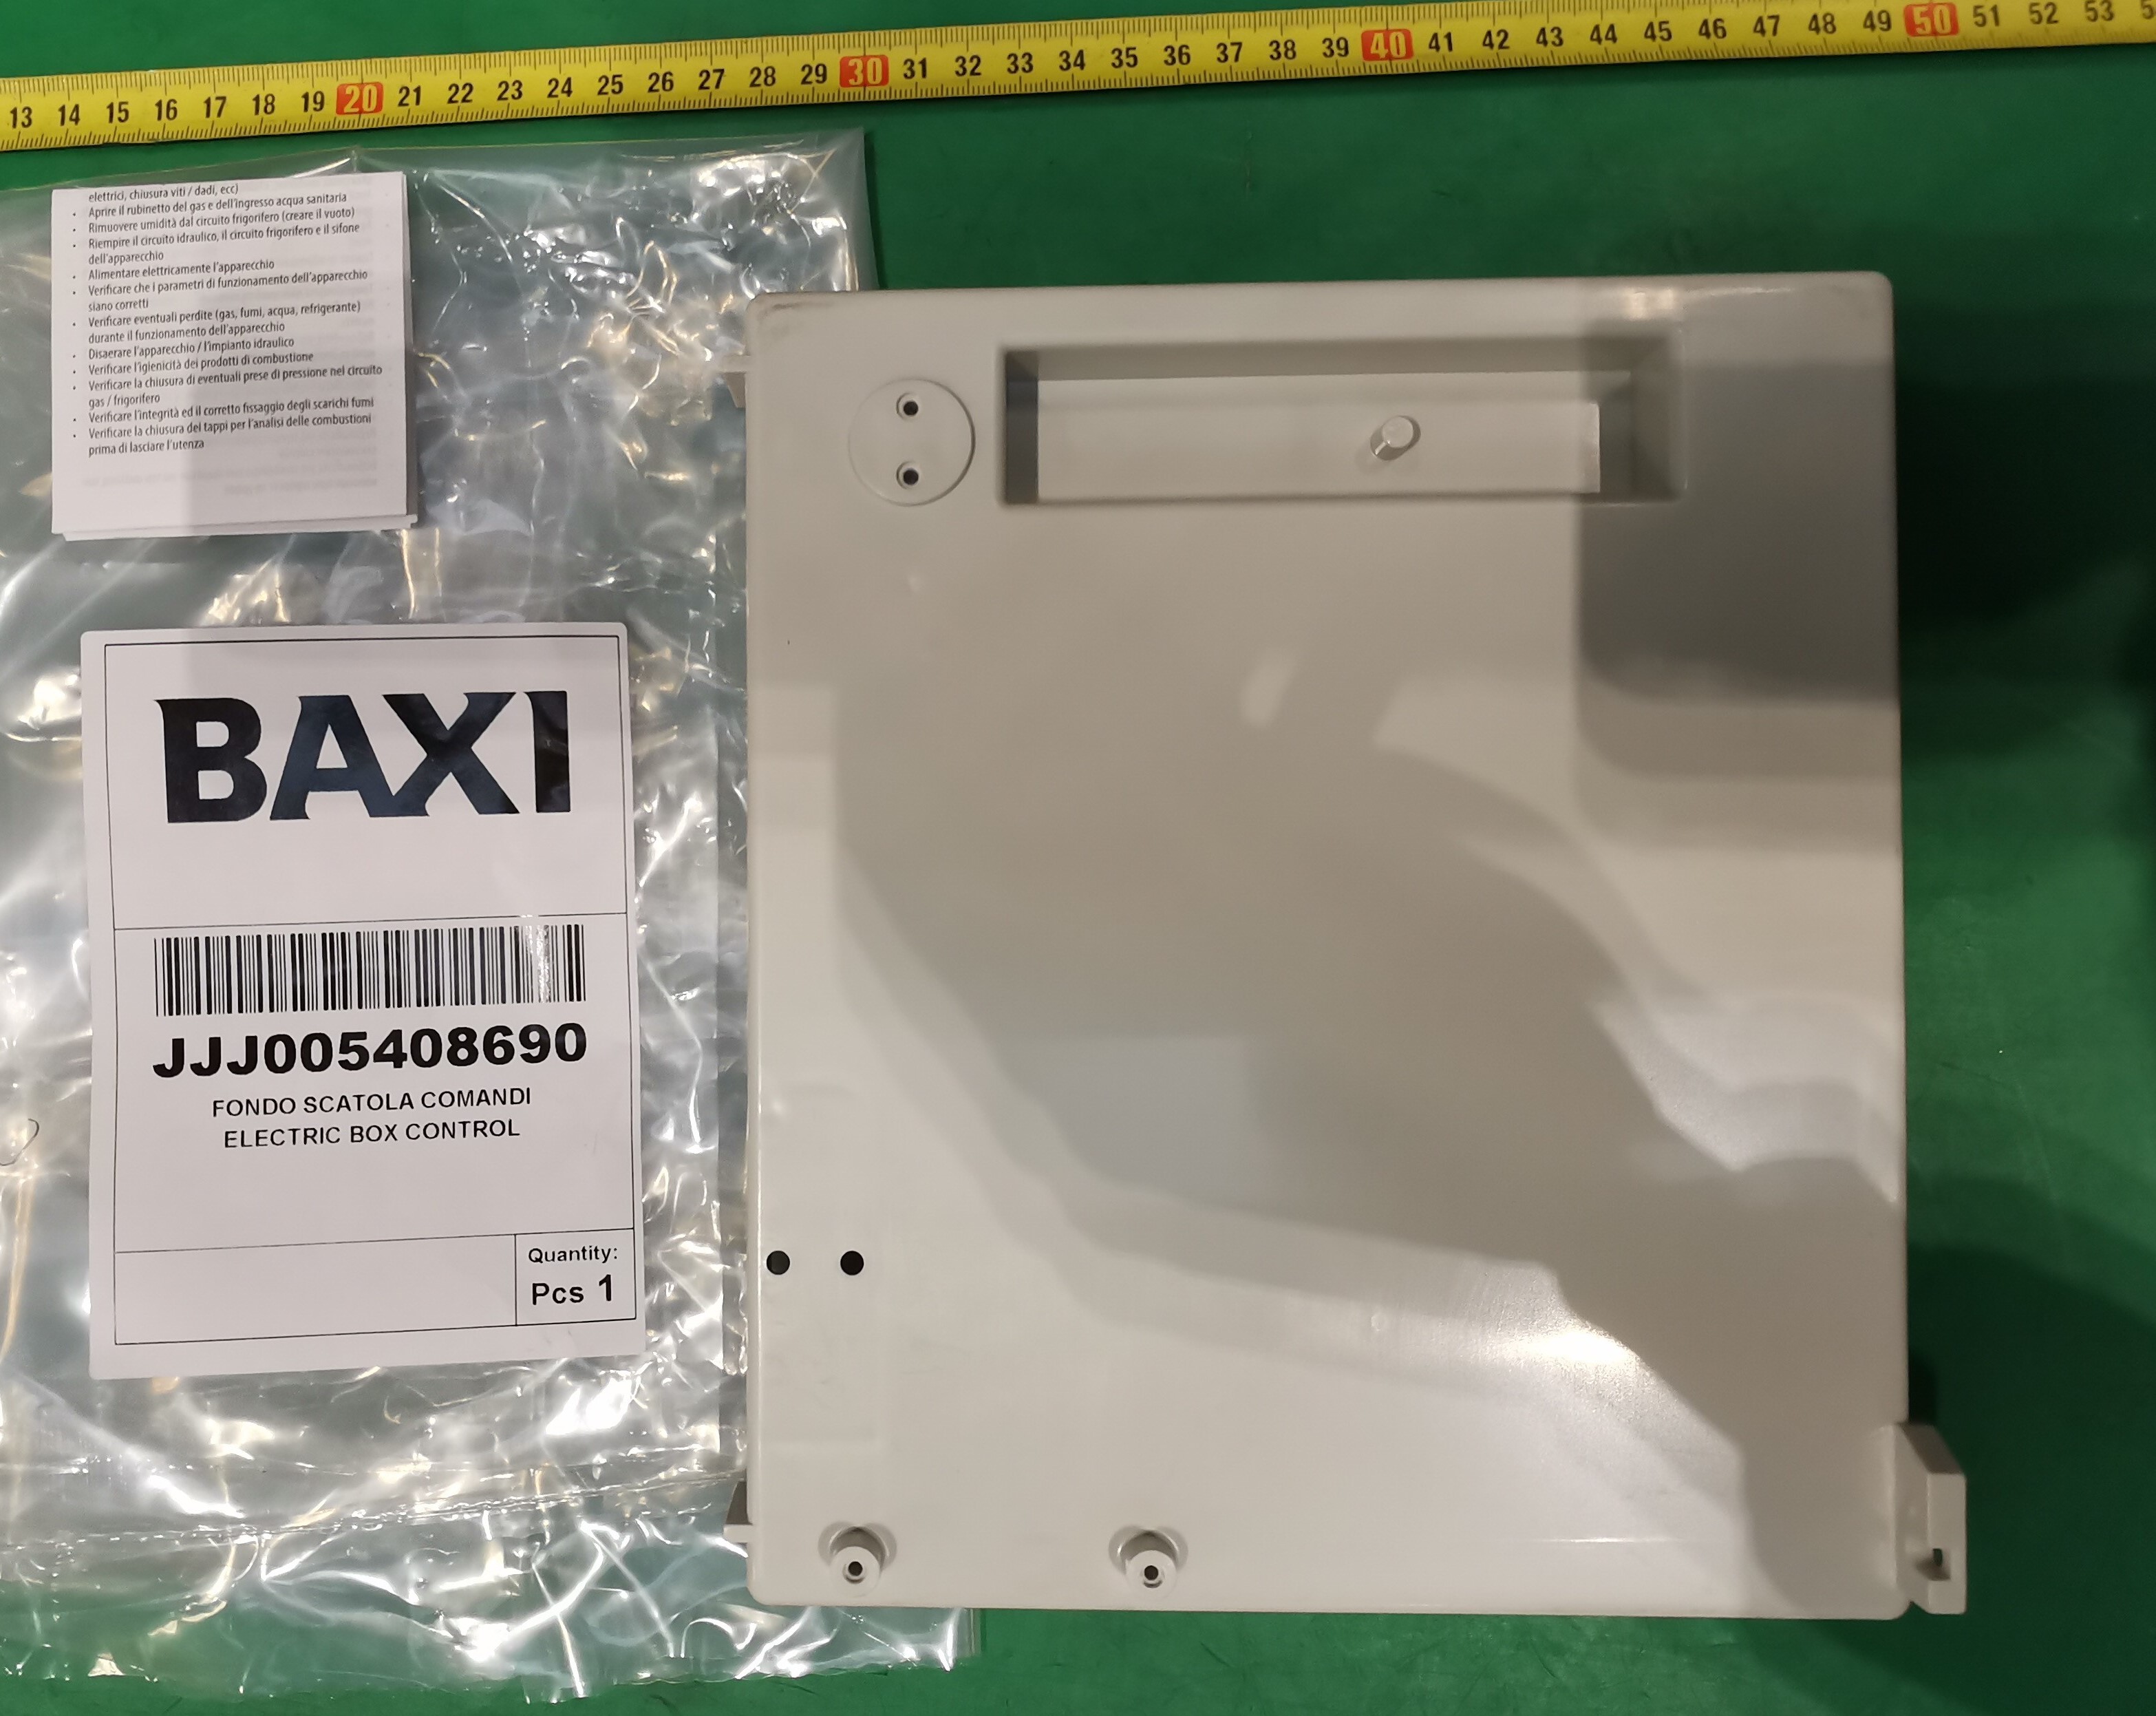 13 14 15 16 17 18 19 20 21 22 23 24 25 26 27 28 29 30 31 32 33 34 35 36 37 38 39 40 41 42 43 44 45 46 47 48 49 50 51 52 53
elettrici, chiusura viti / dadi, ecc)
• Aprire il rubinetto del gas e dell'ingresso acqua sanitaria
• Rimuovere umidità dal circuito frigorifero (creare il vuoto)
• Riempire il circuito idraulico, il circuito frigorifero e il sifone
dell'apparecchio
• Alimentare elettricamente l'apparecchio
• Verificare che i parametri di funzionamento dell'apparecchio
siano corretti
• Verificare eventuali perdite (gas, fumi, acqua, refrigerante)
durante il funzionamento dell'apparecchio
• Disaerare l'apparecchio / l'impianto idraulico
• Verificare l'igienicità dei prodotti di combustione
• Verificare la chiusura di eventuali prese di pressione nel circuito
gas / frigorifero
• Verificare l'integrità ed il corretto fissaggio degli scarichi fumi
• Verificare la chiusura dei tappi per l'analisi delle combustioni
prima di lasciare l'utenza
BAXI
JJJ005408690
FONDO SCATOLA COMANDI
ELECTRIC BOX CONTROL
Quantity:
Pcs 1